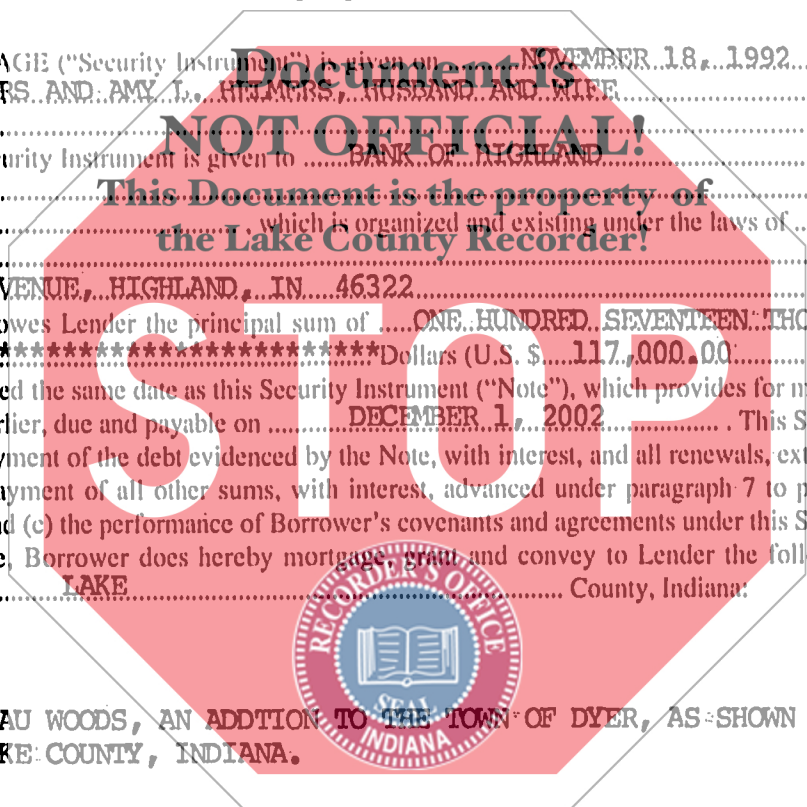 AGE ("Security Instrument") is given on NOVEMBER 18, 1992
Document is
RS AND AMY L. HELMERS, HUSBAND AND WIFE
NOT OFFICIAL!
urity Instrument is given to BANK OF HIGHLAND
This Document is the property of
which is organized and existing under the laws of
the Lake County Recorder!
VENUE, HIGHLAND, IN 46322
owes Lender the principal sum of ONE HUNDRED SEVENTEEN THO
************************Dollars (U.S. $ 117,000.00
STOP
ed the same date as this Security Instrument ("Note"), which provides for m
rlier, due and payable on DECEMBER 1, 2002 . This S
yment of the debt evidenced by the Note, with interest, and all renewals, ext
ayment of all other sums, with interest, advanced under paragraph 7 to p
d (c) the performance of Borrower's covenants and agreements under this S
e, Borrower does hereby mortgage, grant and convey to Lender the foll
LAKE County, Indiana:
RECORDER'S OFFICE
SEAL
INDIANA
AU WOODS, AN ADDTION TO THE TOWN OF DYER, AS SHOWN
KE COUNTY, INDIANA.